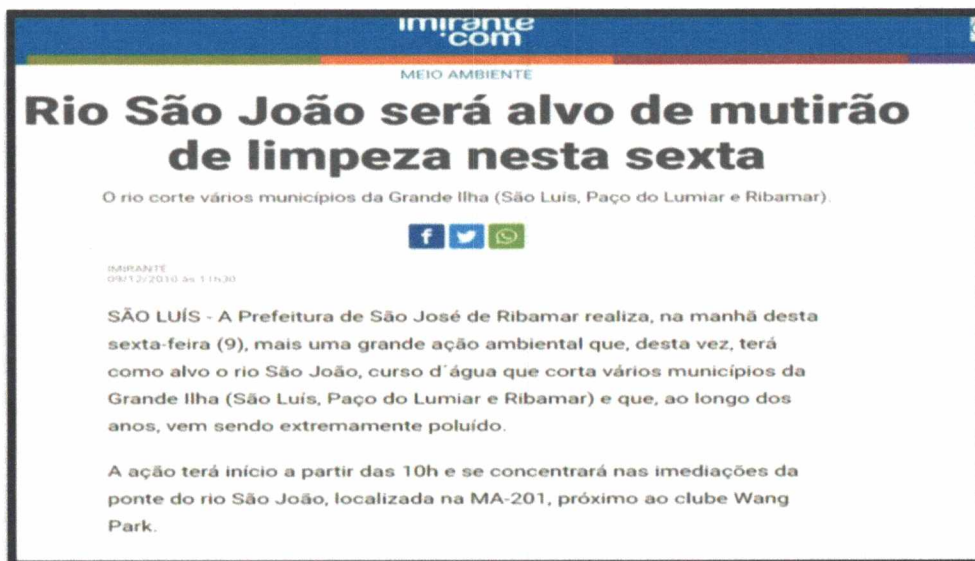 imirante
.com
MEIO AMBIENTE
Rio São João será alvo de mutirão
de limpeza nesta sexta
O rio corte vários municípios da Grande Ilha (São Luís, Paço do Lumiar e Ribamar).
IMIRANTE
09/12/2010 às 11h30
SÃO LUÍS - A Prefeitura de São José de Ribamar realiza, na manhã desta
sexta-feira (9), mais uma grande ação ambiental que, desta vez, terá
como alvo o rio São João, curso d´água que corta vários municípios da
Grande Ilha (São Luís, Paço do Lumiar e Ribamar) e que, ao longo dos
anos, vem sendo extremamente poluído.
A ação terá início a partir das 10h e se concentrará nas imediações da
ponte do rio São João, localizada na MA-201, próximo ao clube Wang
Park.